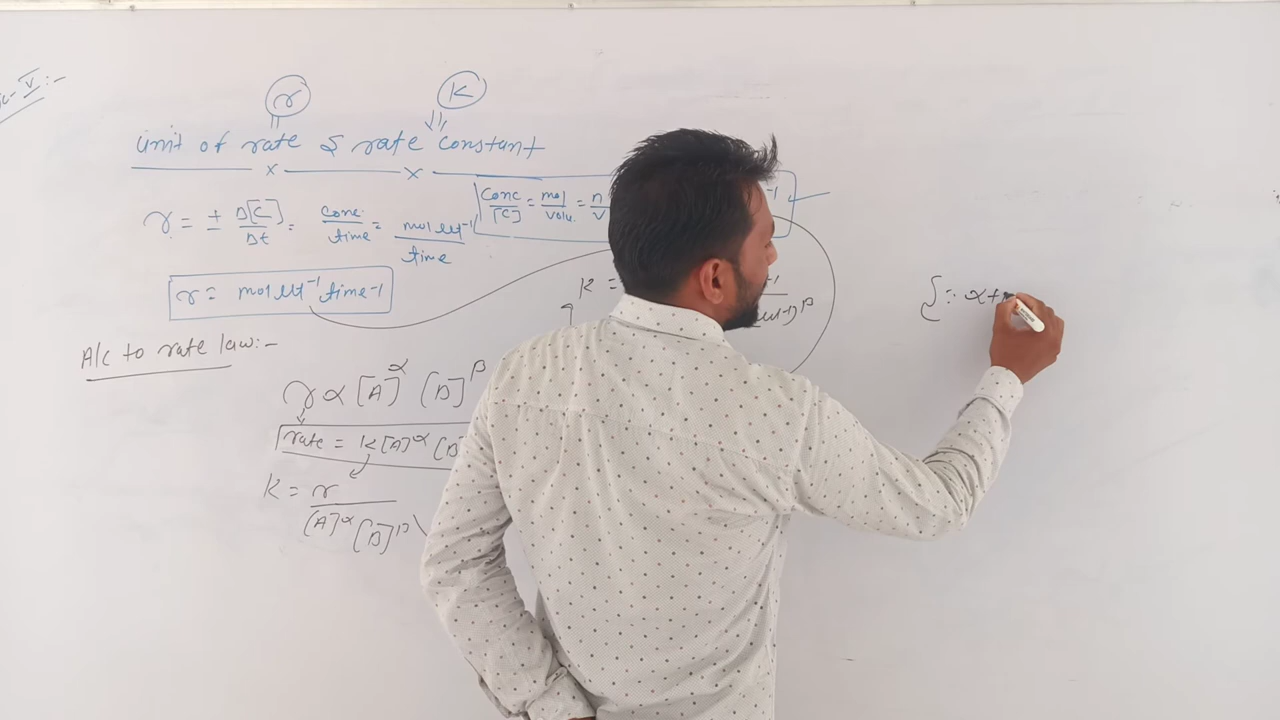 V :-
r K
unit of rate & rate constant
x x
r = ± D[C]/Dt = conc./time = mol lit⁻¹/time
Conc/[C] = mol/volu. = n/v
r = mol lit⁻¹ time⁻¹
K =
A/c to rate law:-
r ∝ [A]^α [B]^β
rate = K[A]^α [B]
K = r/[A]^α [B]^β
{∵ α+